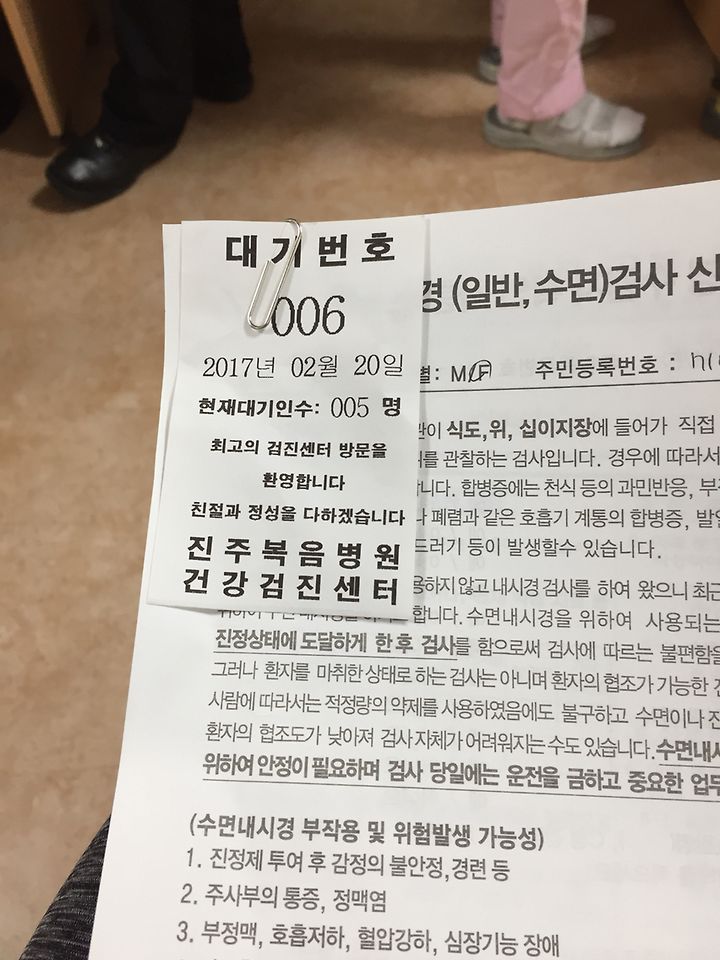 대기번호
006
2017년 02월 20일
현재대기인수: 005 명
최고의 검진센터 방문을
환영합니다
친절과 정성을 다하겠습니다
진주복음병원
건강검진센터
경 (일반, 수면)검사 신
별: M/F 주민등록번호 :
관이 식도,위, 십이지장에 들어가 직접
를 관찰하는 검사입니다. 경우에 따라서
합니다. 합병증에는 천식 등의 과민반응,
나 폐렴과 같은 호흡기 계통의 합병증,
드러기 등이 발생할수 있습니다.
용하지 않고 내시경 검사를 하여 왔으나 최근
합니다. 수면내시경을 위하여 사용되는
진정상태에 도달하게 한후 검사를 함으로써 검사에 따르는 불편함을
그러나 환자를 마취한 상태로 하는 검사는 아니며 환자의 협조가 가능한
사람에 따라서는 적정량의 약제를 사용하였음에도 불구하고 수면이나
환자의 협조도가 낮아져 검사 자체가 어려워지는 수도 있습니다. 수면내시
위하여 안정이 필요하며 검사 당일에는 운전을 금하고 중요한 업무
(수면내시경 부작용 및 위험발생 가능성)
1. 진정제 투여 후 감정의 불안정,경련 등
2. 주사부의 통증, 정맥염
3. 부정맥, 호흡저하, 혈압강하, 심장기능 장애